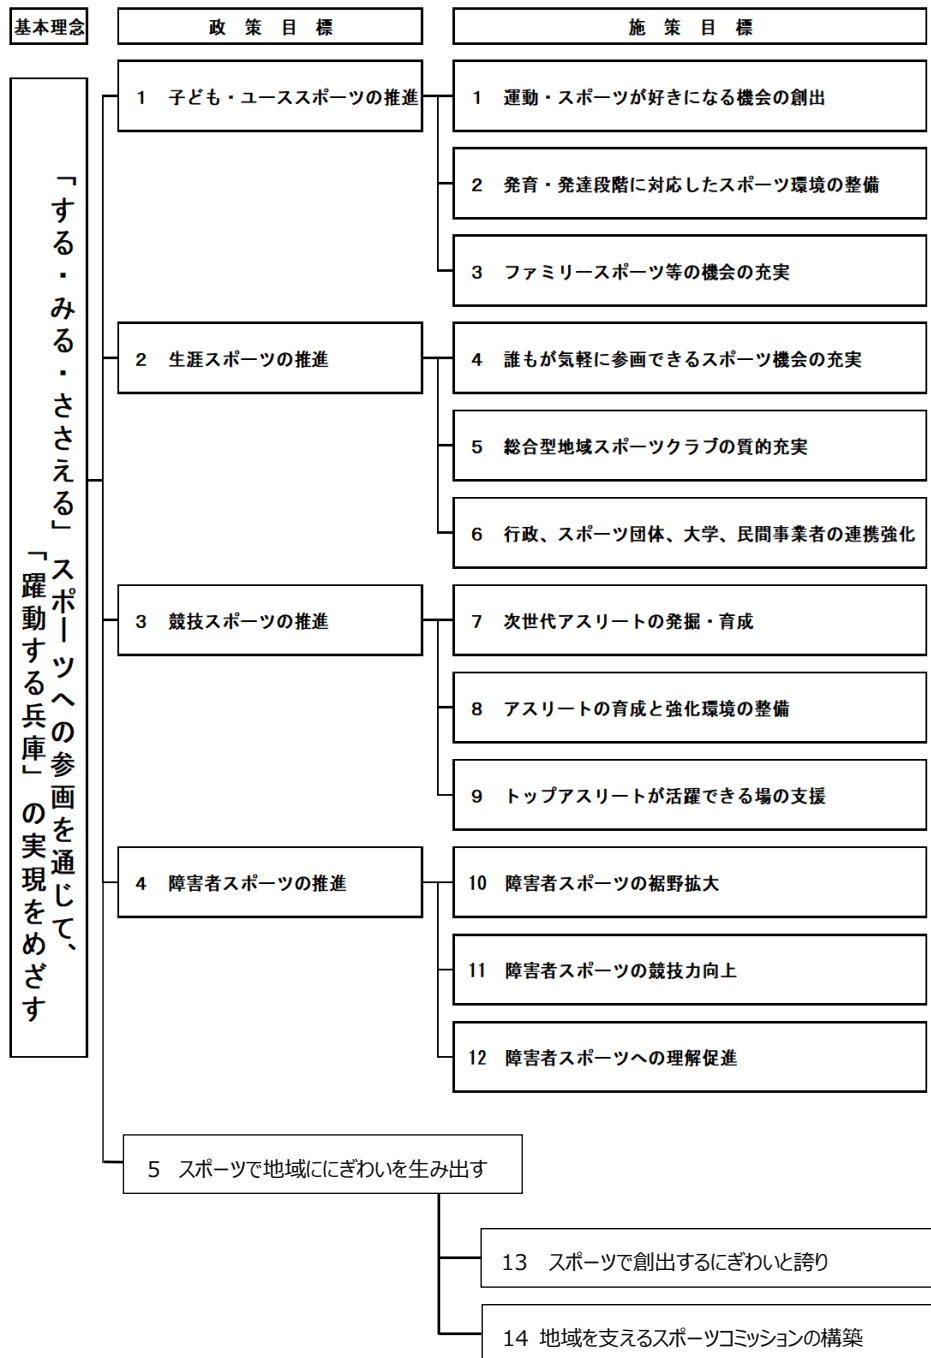 基本理念
政策目標
施策目標
「する・みる・ささえる」スポーツへの参画を通じて、
「躍動する兵庫」の実現をめざす
1 子ども・ユーススポーツの推進
1 運動・スポーツが好きになる機会の創出
2 発育・発達段階に対応したスポーツ環境の整備
3 ファミリースポーツ等の機会の充実
2 生涯スポーツの推進
4 誰もが気軽に参画できるスポーツ機会の充実
5 総合型地域スポーツクラブの質的充実
6 行政、スポーツ団体、大学、民間事業者の連携強化
3 競技スポーツの推進
7 次世代アスリートの発掘・育成
8 アスリートの育成と強化環境の整備
9 トップアスリートが活躍できる場の支援
4 障害者スポーツの推進
10 障害者スポーツの裾野拡大
11 障害者スポーツの競技力向上
12 障害者スポーツへの理解促進
5 スポーツで地域ににぎわいを生み出す
13 スポーツで創出するにぎわいと誇り
14 地域を支えるスポーツコミッションの構築